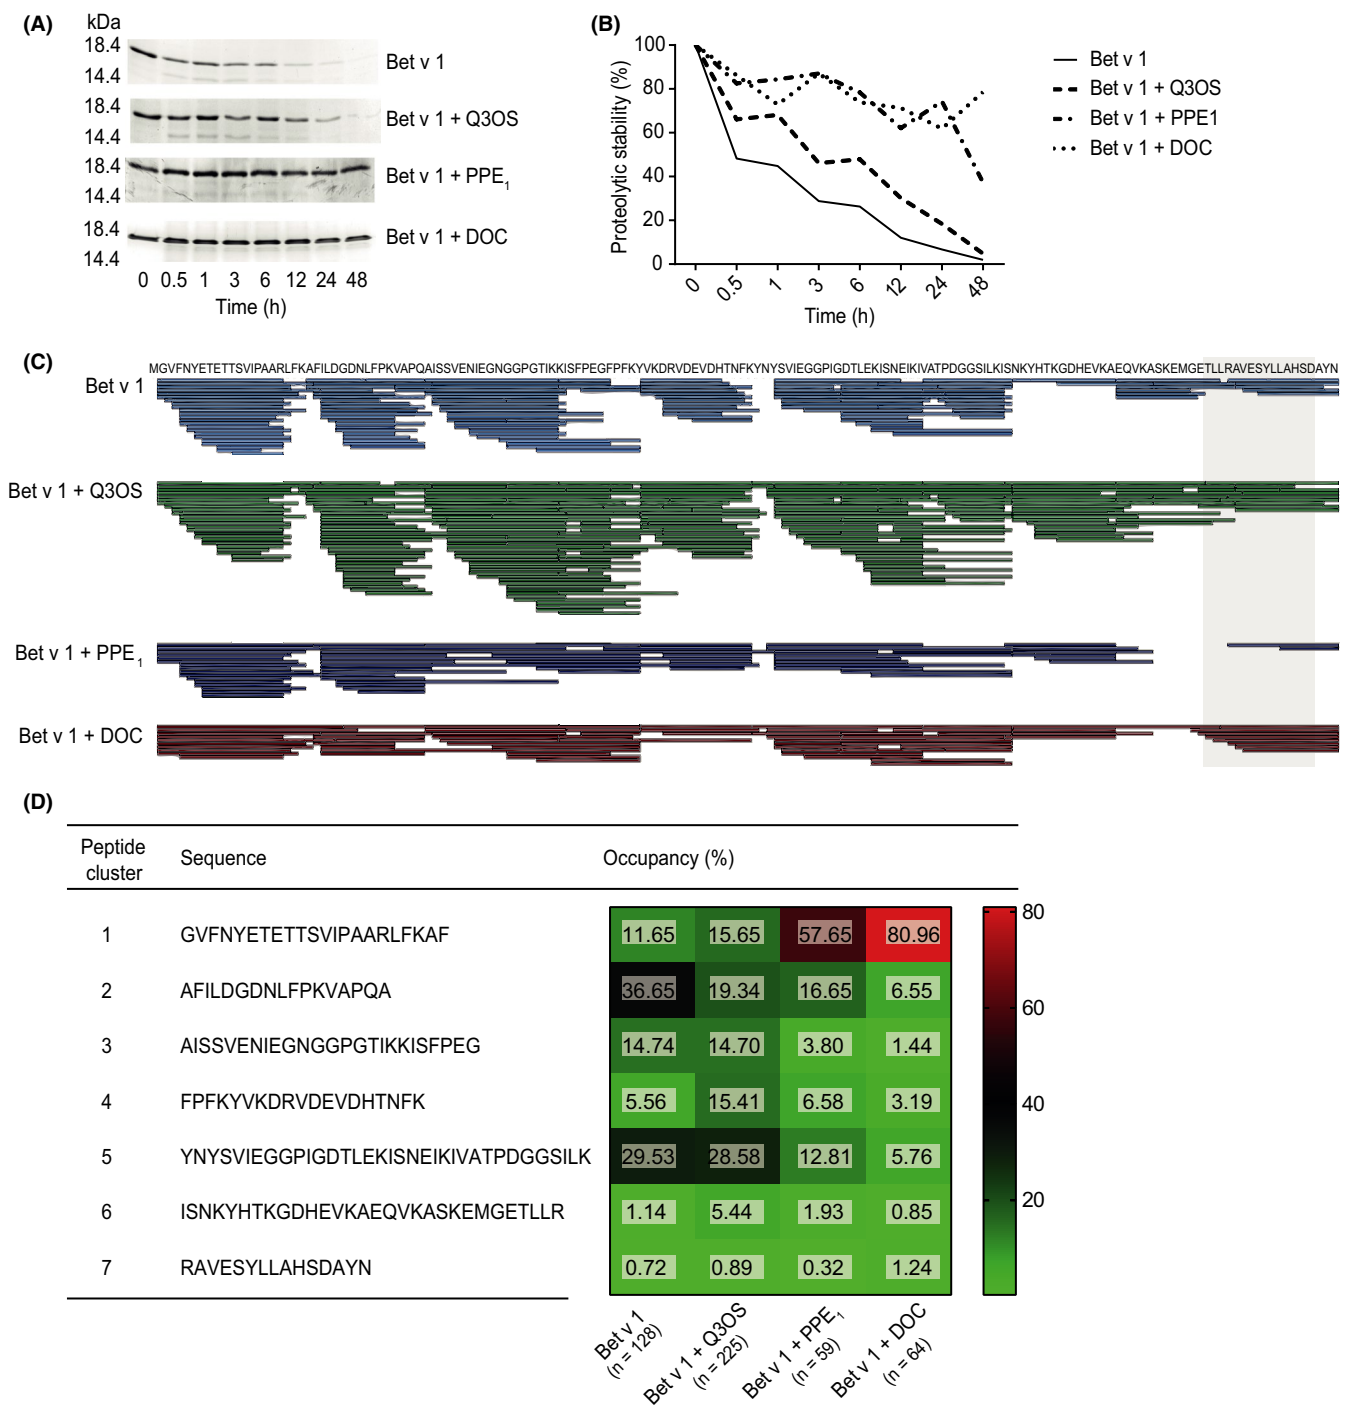 (A)
kDa
18.4
14.4
Bet v 1
18.4
14.4
Bet v 1 + Q3OS
18.4
14.4
Bet v 1 + PPE1
18.4
14.4
Bet v 1 + DOC
0 0.5 1 3 6 12 24 48
Time (h)
(B)
Proteolytic stability (%)
100
80
60
40
20
0
0 0.5 1 3 6 12 24 48
Time (h)
Bet v 1
Bet v 1 + Q3OS
Bet v 1 + PPE1
Bet v 1 + DOC
(C)
MGVFNYETETTSVIPAARLFKAFILDGDNLFPKVAPQAISSVENIEGNGGPGTIKKISFPEGFPFKYVKDRVDEVDHTNFKYNYSVIEGGPIGDTLEKISNEIKIVATPDGGSILKISNKYHTKGDHEVKAEQVKASKEMGETLLRAVESYLLAHSDAYN
Bet v 1
Bet v 1 + Q3OS
Bet v 1 + PPE 1
Bet v 1 + DOC
(D)
Peptide
cluster
Sequence
Occupancy (%)
1 GVFNYETETTSVIPAARLFKAF 11.65 15.65 57.65 80.96
2 AFILDGDNLFPKVAPQA 36.65 19.34 16.65 6.55
3 AISSVENIEGNGGPGTIKKISFPEG 14.74 14.70 3.80 1.44
4 FPFKYVKDRVDEVDHTNFK 5.56 15.41 6.58 3.19
5 YNYSVIEGGPIGDTLEKISNEIKIVATPDGGSILK 29.53 28.58 12.81 5.76
6 ISNKYHTKGDHEVKAEQVKASKEMGETLLR 1.14 5.44 1.93 0.85
7 RAVESYLLAHSDAYN 0.72 0.89 0.32 1.24
80
60
40
20
Bet v 1
(n = 128)
Bet v 1 + Q3OS
(n = 225)
Bet v 1 + PPE1
(n = 59)
Bet v 1 + DOC
(n = 64)